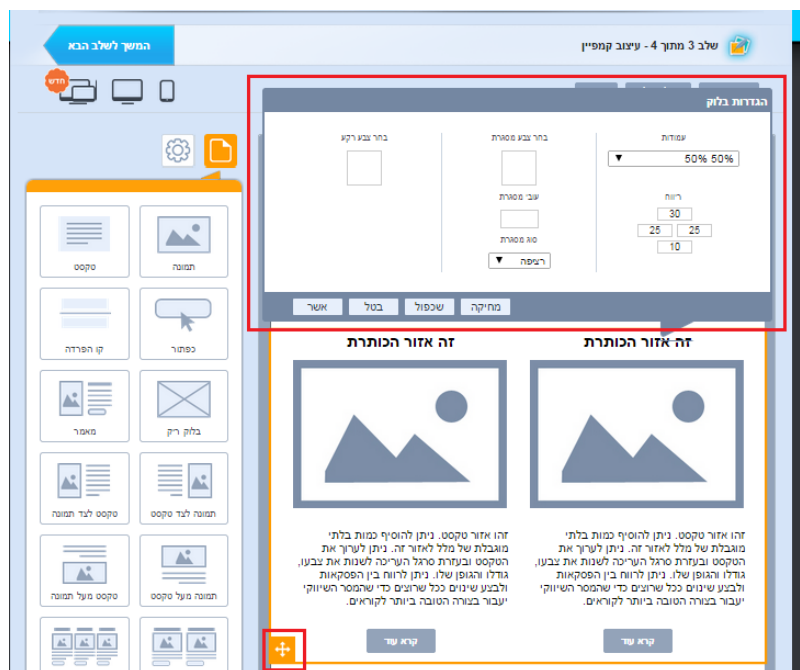 שלב 3 מתוך 4 - עיצוב קמפיין
המשך לשלב הבא
חדש
הגדרות בלוק
עמודות
50% 50%
ריווח
30
25 25
10
בחר צבע מסגרת
עובי מסגרת
סוג מסגרת
רציפה
בחר צבע רקע
מחיקה
שכפול
בטל
אשר
תמונה
טקסט
כפתור
קו הפרדה
בלוק ריק
מאמר
תמונה לצד טקסט
טקסט לצד תמונה
תמונה מעל טקסט
טקסט מעל תמונה
זה אזור הכותרת
זהו אזור טקסט. ניתן להוסיף כמות בלתי
מוגבלת של מלל לאזור זה. ניתן לערוך את
הטקסט ובעזרת סרגל העריכה לשנות את צבעו,
גודלו והגופן שלו. ניתן לרווח בין הפסקאות
ולבצע שינוים ככל שרוצים כדי שהמסר השיווקי
יעבור בצורה הטובה ביותר לקוראים.
קרא עוד
זה אזור הכותרת
זהו אזור טקסט. ניתן להוסיף כמות בלתי
מוגבלת של מלל לאזור זה. ניתן לערוך את
הטקסט ובעזרת סרגל העריכה לשנות את צבעו,
גודלו והגופן שלו. ניתן לרווח בין הפסקאות
ולבצע שינוים ככל שרוצים כדי שהמסר השיווקי
יעבור בצורה הטובה ביותר לקוראים.
קרא עוד